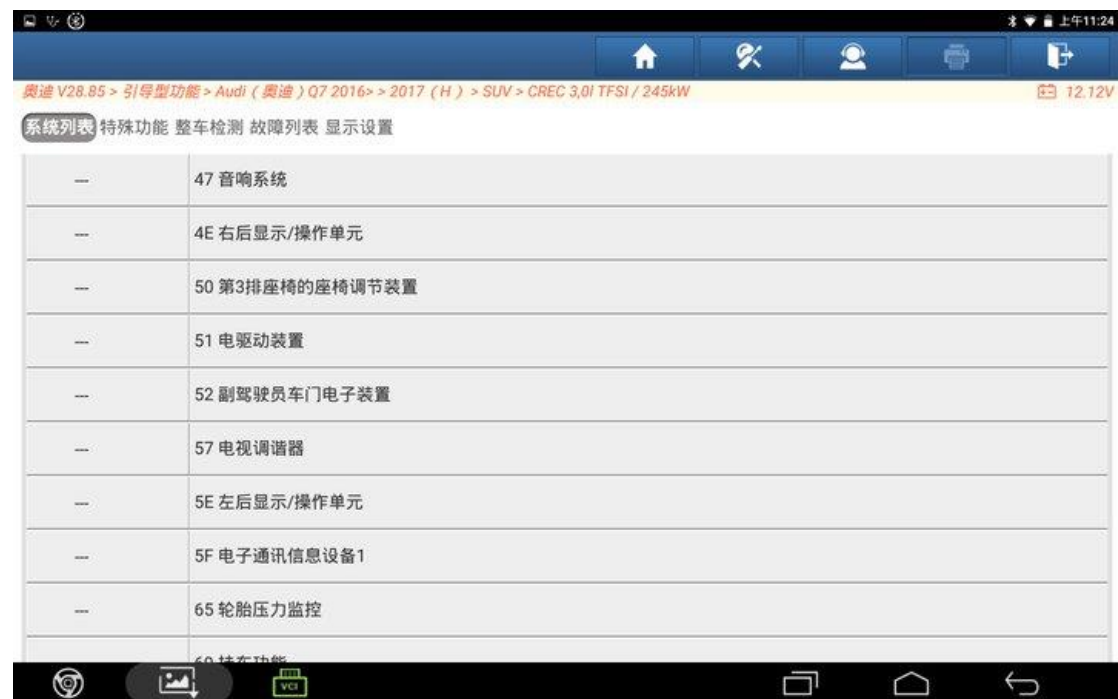 上午11:24
奥迪 V28.85 > 引导型功能 > Audi ( 奥迪 ) Q7 2016> > 2017 ( H ) > SUV > CREC 3,0l TFSI / 245kW
12.12V
系统列表 特殊功能 整车检测 故障列表 显示设置
--- 47 音响系统
--- 4E 右后显示/操作单元
--- 50 第3排座椅的座椅调节装置
--- 51 电驱动装置
--- 52 副驾驶员车门电子装置
--- 57 电视调谐器
--- 5E 左后显示/操作单元
--- 5F 电子通讯信息设备1
--- 65 轮胎压力监控
VCI